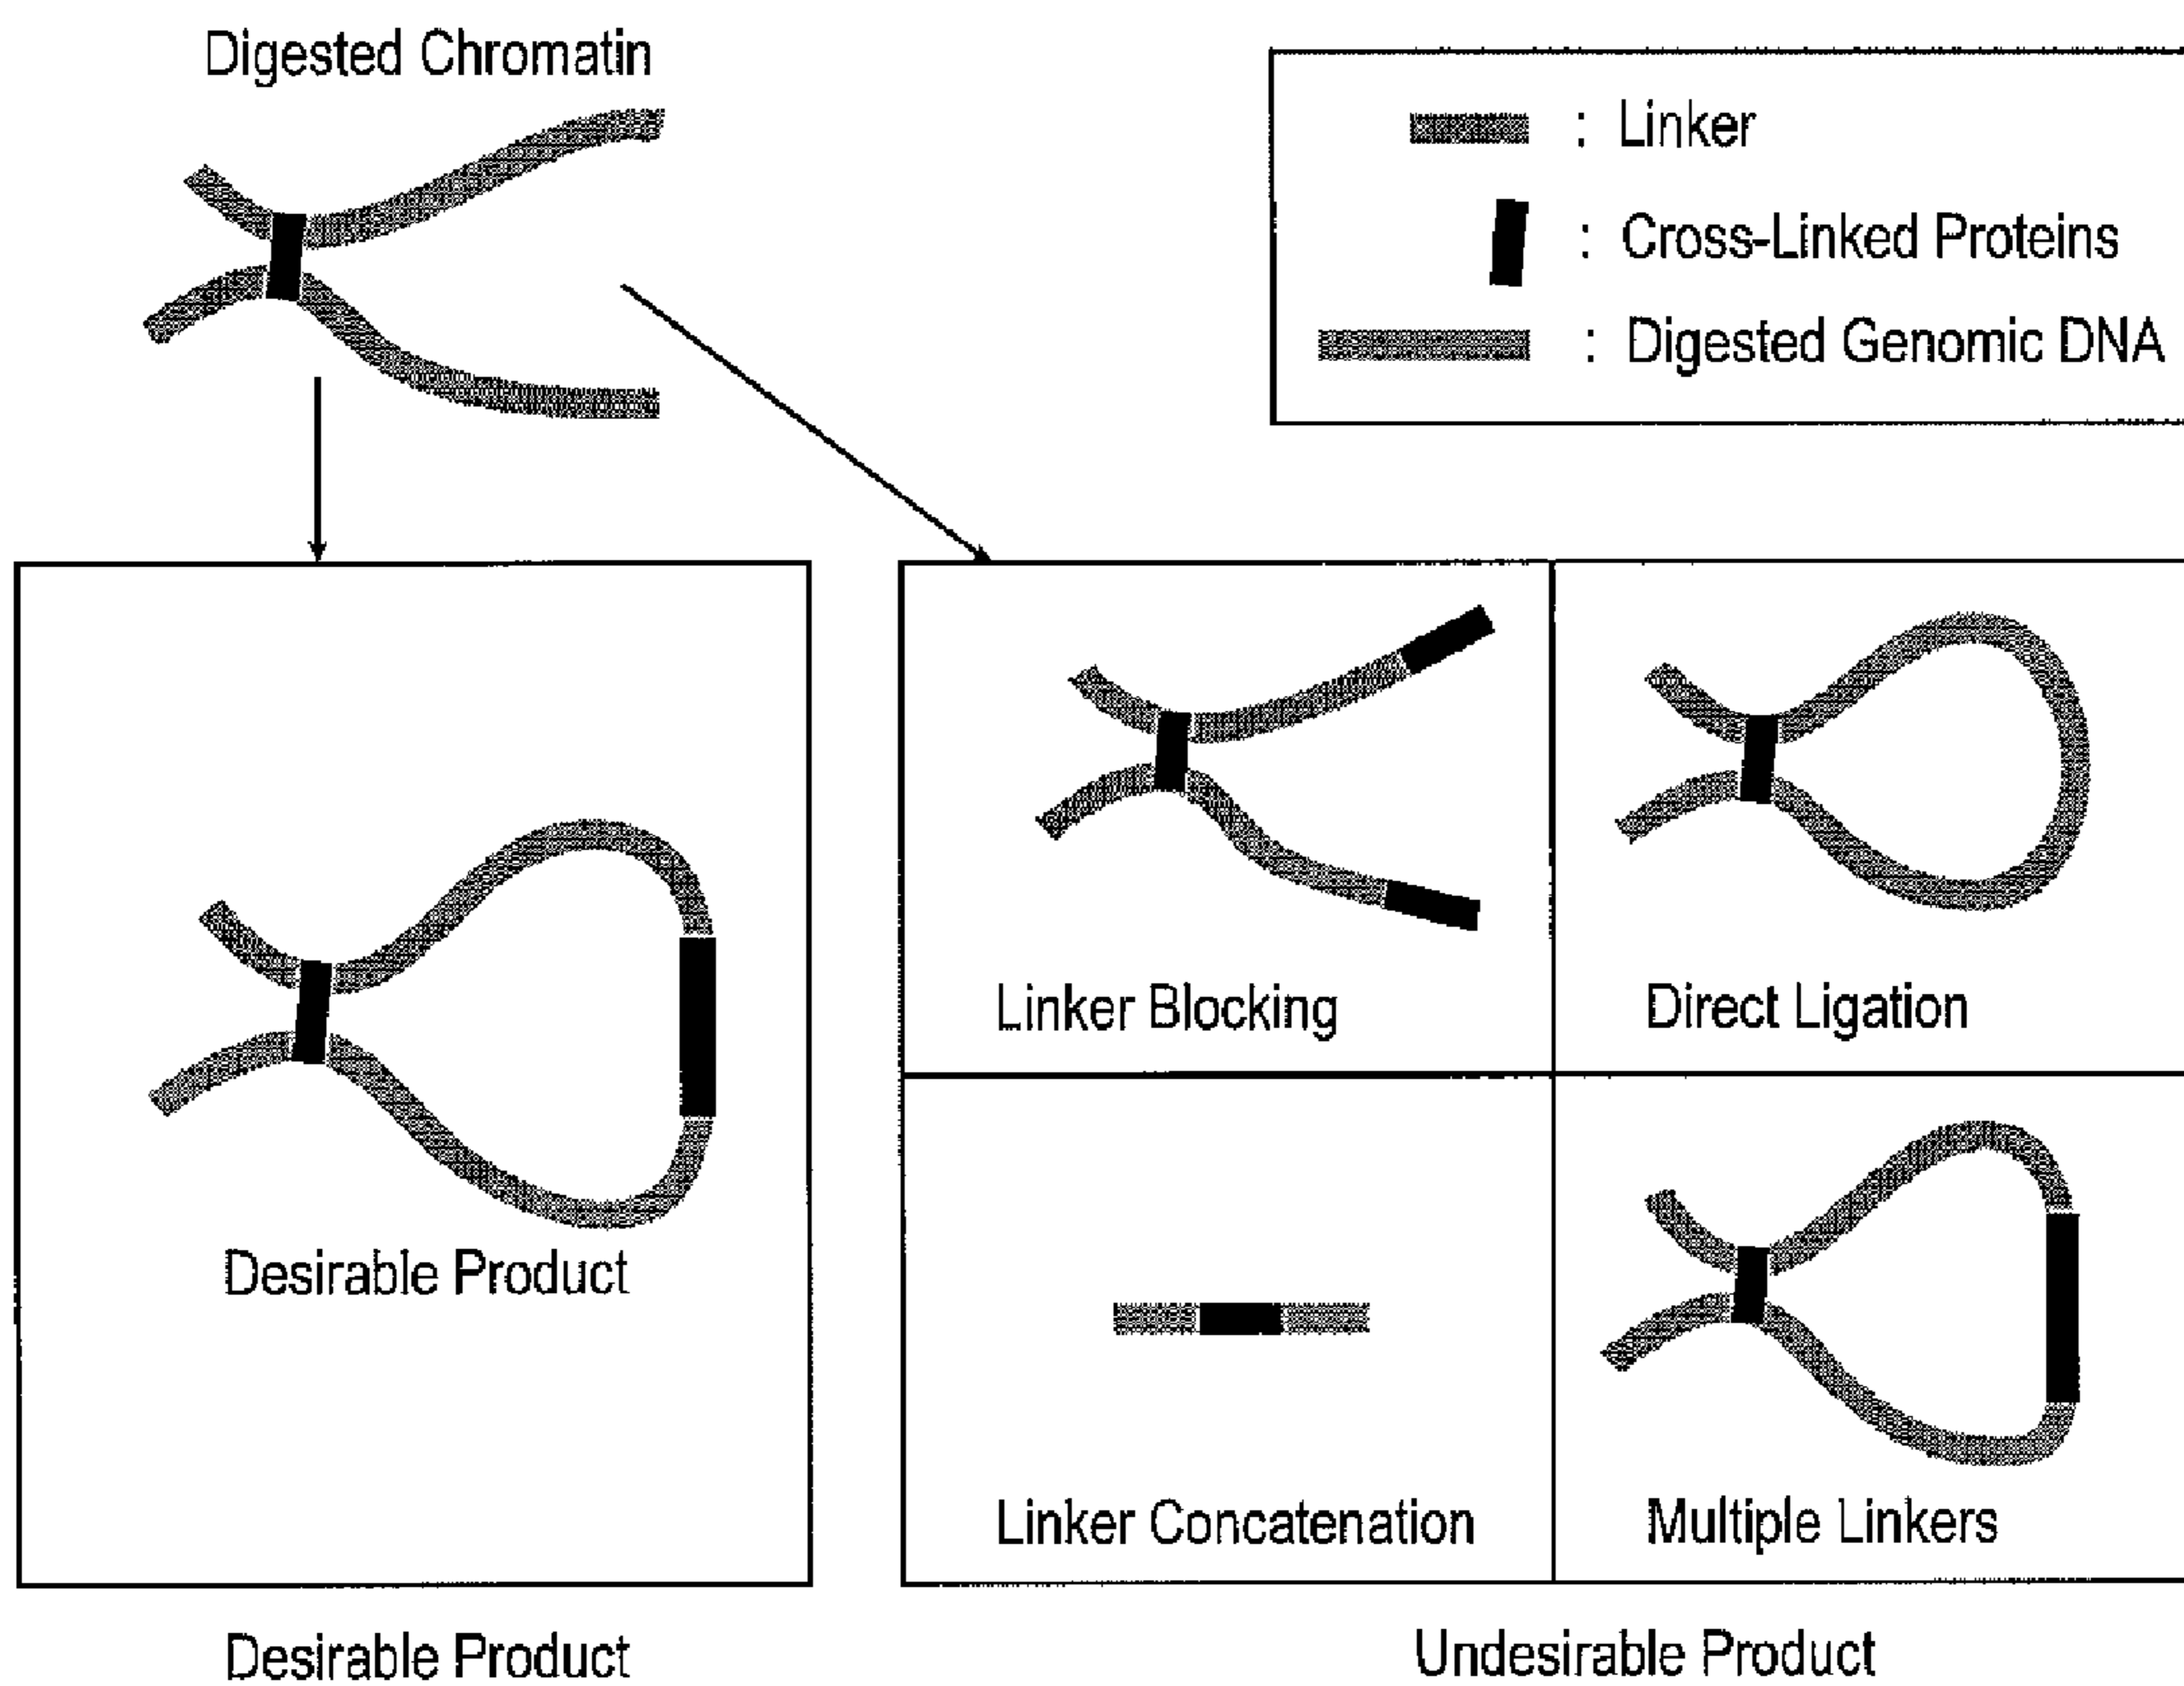 Digested Chromatin
: Linker
: Cross-Linked Proteins
: Digested Genomic DNA
Desirable Product
Linker Blocking
Direct Ligation
Linker Concatenation
Multiple Linkers
Desirable Product
Undesirable Product